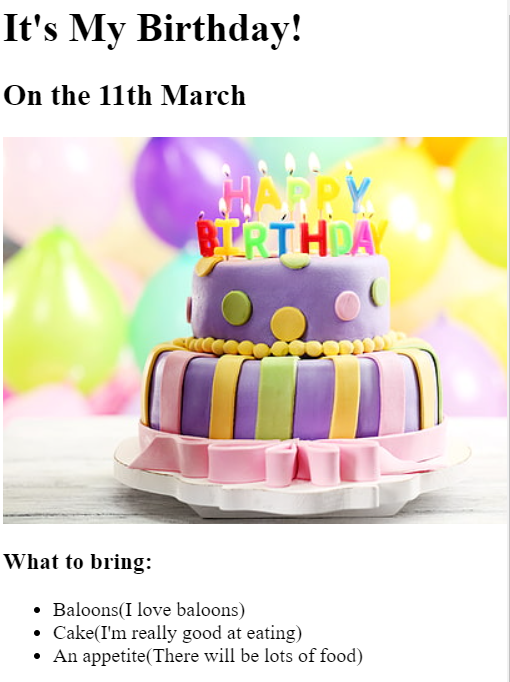 It's My Birthday!
On the 11th March
HAPPY
BIRTHDAY
What to bring:
Baloons(I love baloons)
Cake(I'm really good at eating)
An appetite(There will be lots of food)